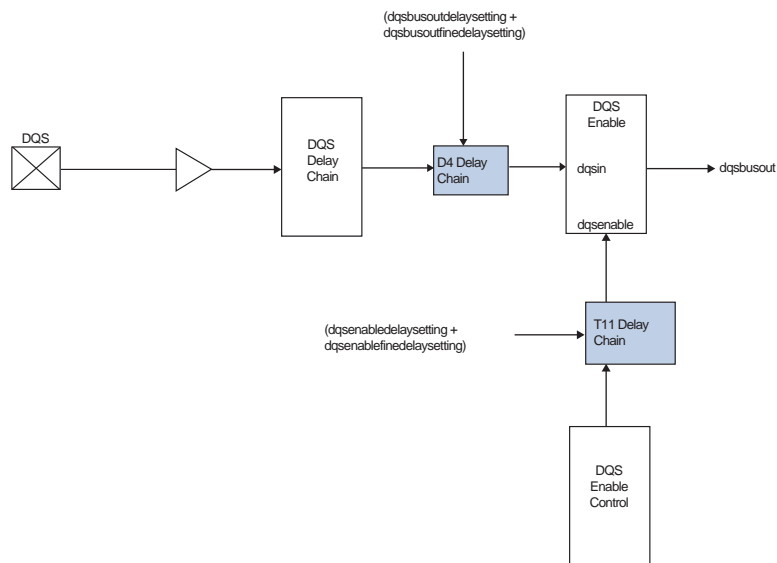 (dqsbusoutdelaysetting +
dqsbusoutfinedelaysetting)
DQS
DQS
Delay
Chain
D4 Delay
Chain
DQS
Enable
dqsin
dqsenable
dqsbusout
(dqsenabledelaysetting +
dqsenablefinedelaysetting)
T11 Delay
Chain
DQS
Enable
Control